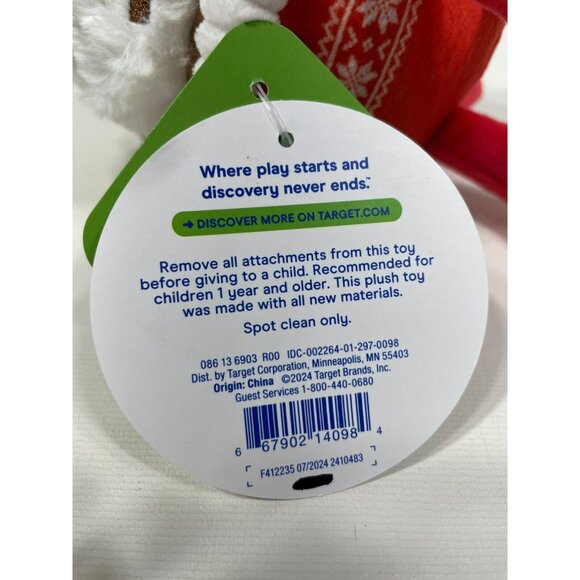 Where play starts and
discovery never ends.™
→ DISCOVER MORE ON TARGET.COM
Remove all attachments from this toy
before giving to a child. Recommended for
children 1 year and older. This plush toy
was made with all new materials.
Spot clean only.
086 13 6903 R00 IDC-002264-01-297-0098
Dist. by Target Corporation, Minneapolis, MN 55403
Origin: China ©2024 Target Brands, Inc.
Guest Services 1-800-440-0680
6 67902 14098 4
F412235 07/2024 2410483